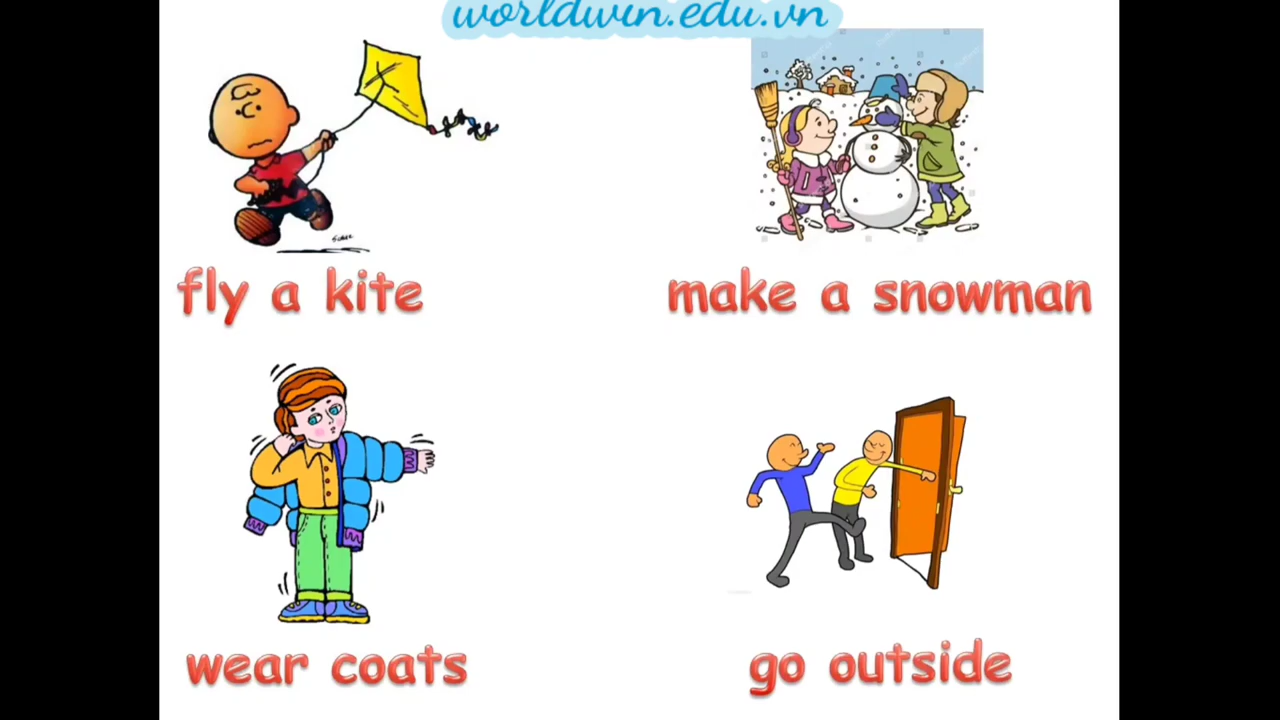 worldwin.edu.vn
fly a kite
make a snowman
wear coats
go outside